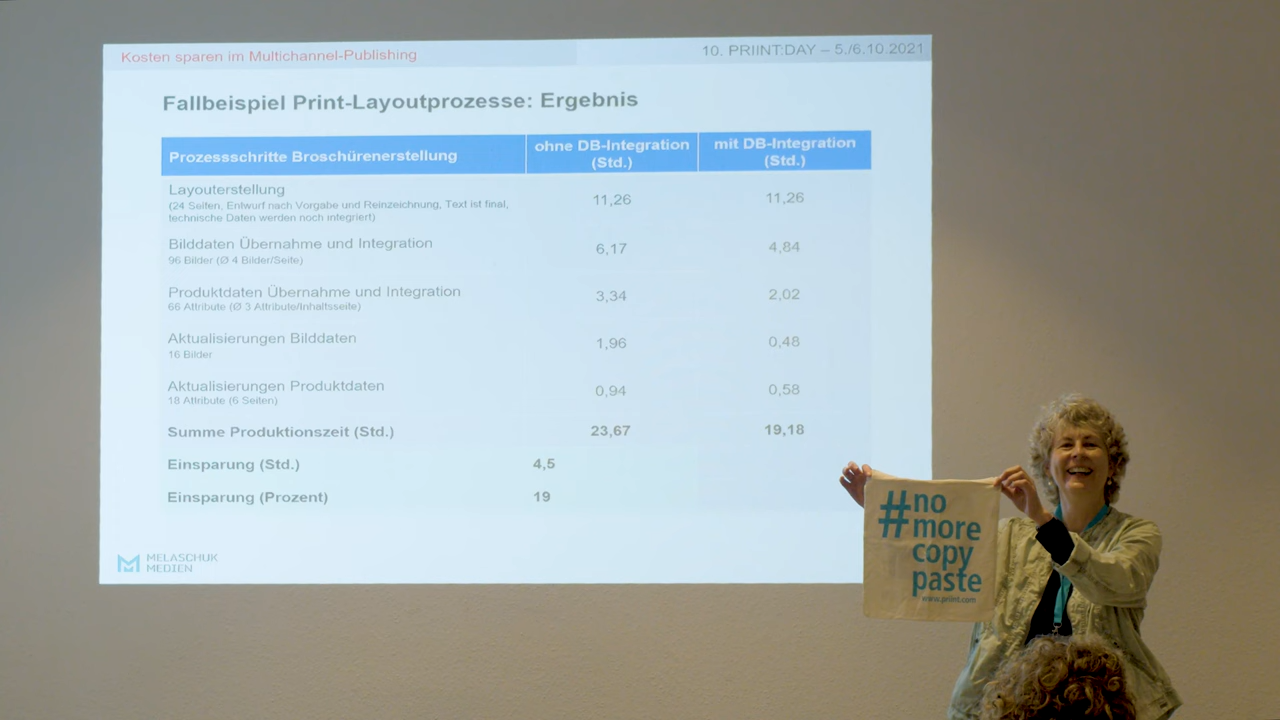 Kosten sparen im Multichannel-Publishing
10. PRIINT:DAY – 5./6.10.2021
Fallbeispiel Print-Layoutprozesse: Ergebnis
Prozessschritte Broschürenerstellung
ohne DB-Integration
(Std.)
mit DB-Integration
(Std.)
Layouterstellung
(24 Seiten, Entwurf nach Vorgabe und Reinzeichnung, Text ist final,
technische Daten werden noch integriert)
11,26
11,26
Bilddaten Übernahme und Integration
96 Bilder (Ø 4 Bilder/Seite)
6,17
4,84
Produktdaten Übernahme und Integration
66 Attribute (Ø 3 Attribute/Inhaltsseite)
3,34
2,02
Aktualisierungen Bilddaten
16 Bilder
1,96
0,48
Aktualisierungen Produktdaten
18 Attribute (6 Seiten)
0,94
0,58
Summe Produktionszeit (Std.)
23,67
19,18
Einsparung (Std.)
4,5
Einsparung (Prozent)
19
MELASCHUK
MEDIEN
#no
more
copy
paste
www.priint.com